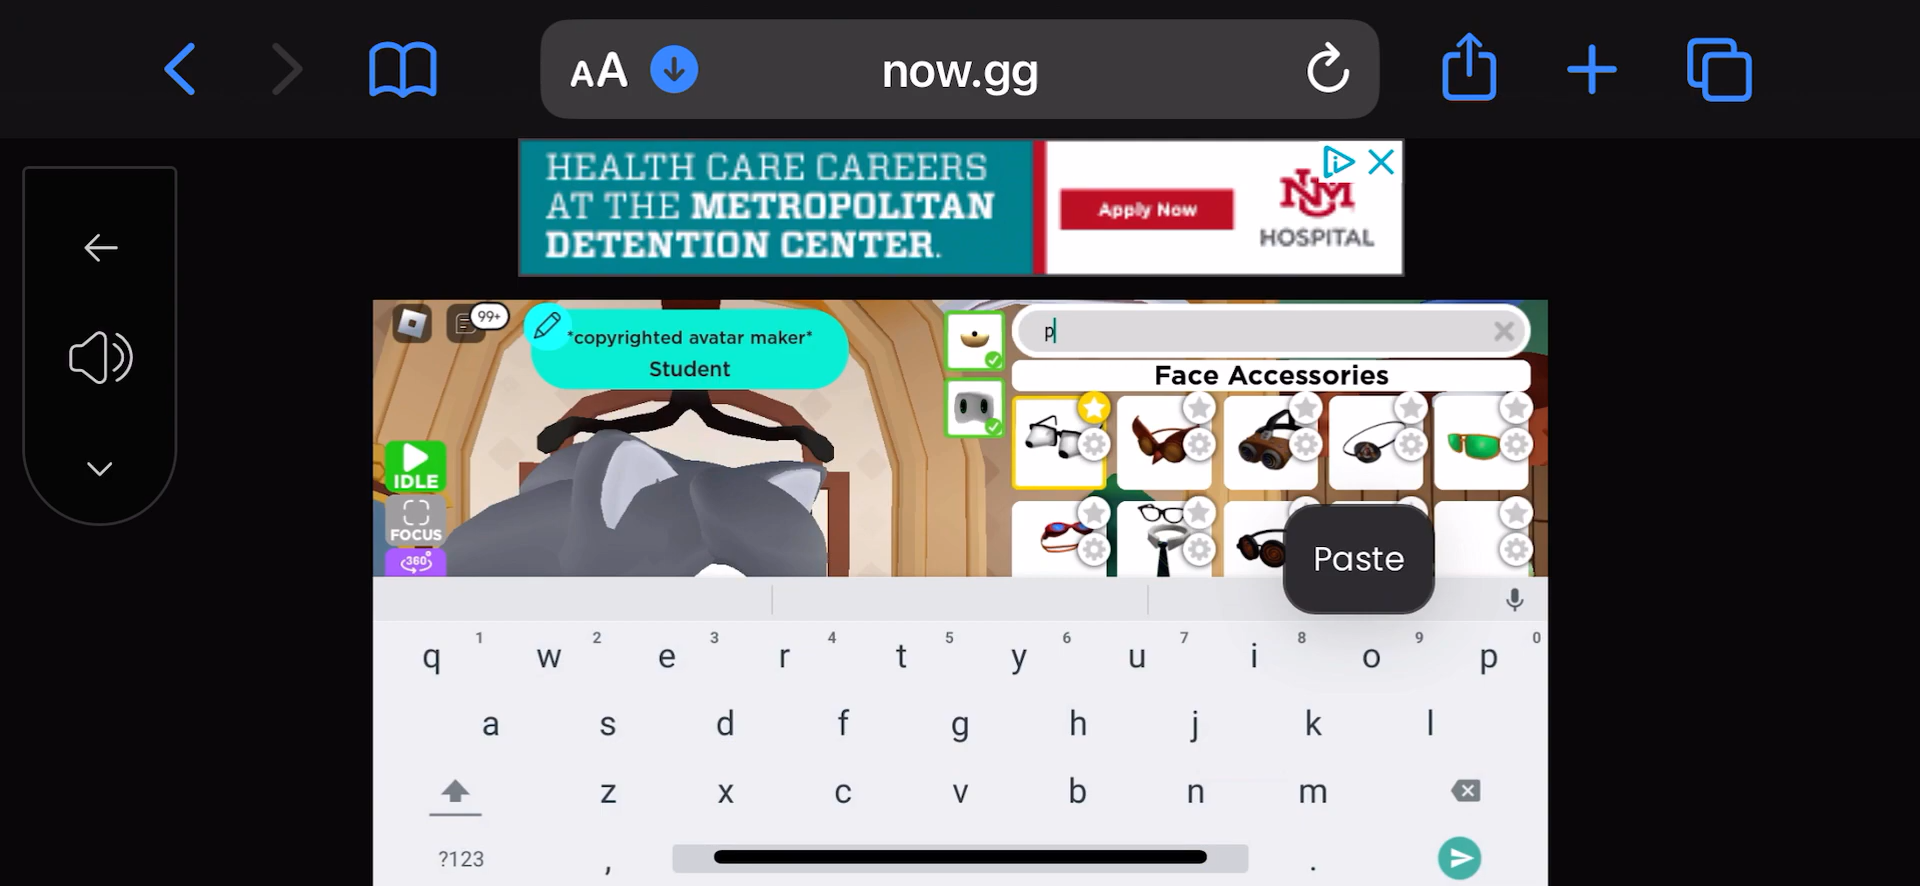 AA
now.gg
HEALTH CARE CAREERS
AT THE METROPOLITAN
DETENTION CENTER.
Apply Now
NM
HOSPITAL
99+
*copyrighted avatar maker*
Student
p
Face Accessories
IDLE
FOCUS
360°
Paste
1 2 3 4 5 6 7 8 9 0
q w e r t y u i o p
a s d f g h j k l
z x c v b n m
?123 , .